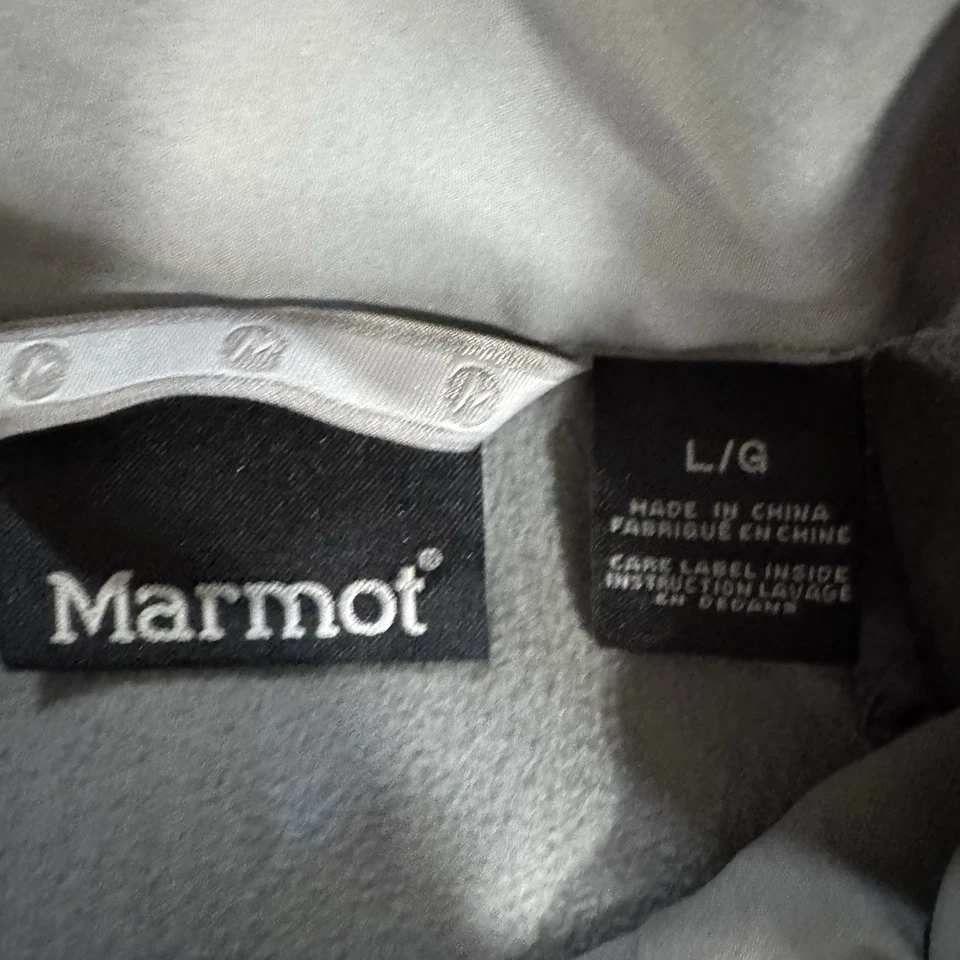 Marmot®
L/G
MADE IN CHINA
FABRIQUÉ EN CHINE
CARE LABEL INSIDE
INSTRUCTION LAVAGE
EN DEDANS